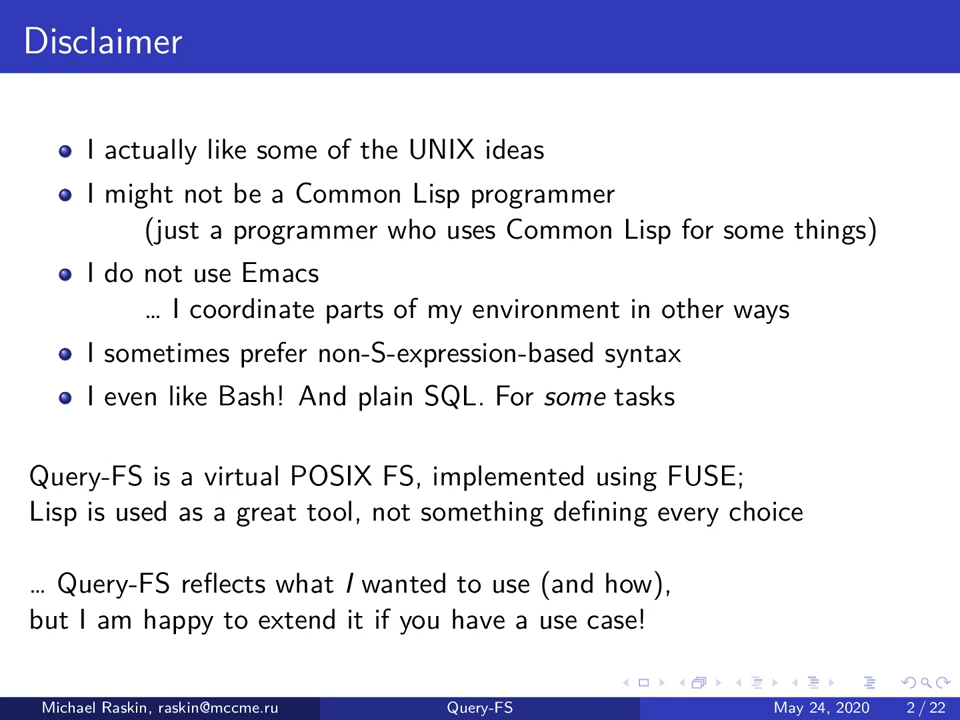 Disclaimer
I actually like some of the UNIX ideas
I might not be a Common Lisp programmer
(just a programmer who uses Common Lisp for some things)
I do not use Emacs
… I coordinate parts of my environment in other ways
I sometimes prefer non-S-expression-based syntax
I even like Bash! And plain SQL. For some tasks
Query-FS is a virtual POSIX FS, implemented using FUSE;
Lisp is used as a great tool, not something defining every choice
… Query-FS reflects what I wanted to use (and how),
but I am happy to extend it if you have a use case!
Michael Raskin, raskin@mccme.ru Query-FS May 24, 2020 2 / 22